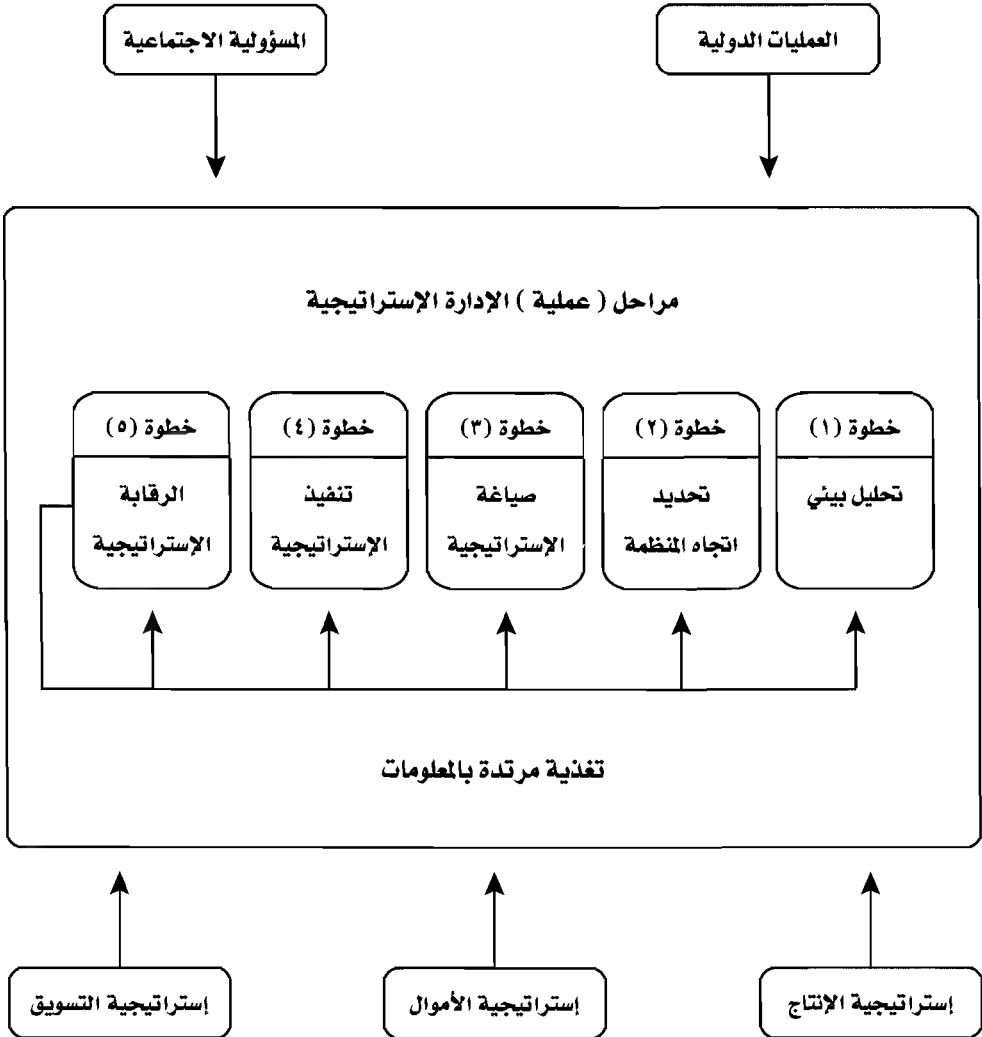 العمليات الدولية
المسؤولية الاجتماعية
مراحل ( عملية ) الإدارة الإستراتيجية
خطوة (١)
تحليل بيئي
خطوة (٢)
تحديد
اتجاه المنظمة
خطوة (٣)
صياغة
الإستراتيجية
خطوة (٤)
تنفيذ
الإستراتيجية
خطوة (٥)
الرقابة
الإستراتيجية
تغذية مرتدة بالمعلومات
إستراتيجية الإنتاج
إستراتيجية الأموال
إستراتيجية التسويق